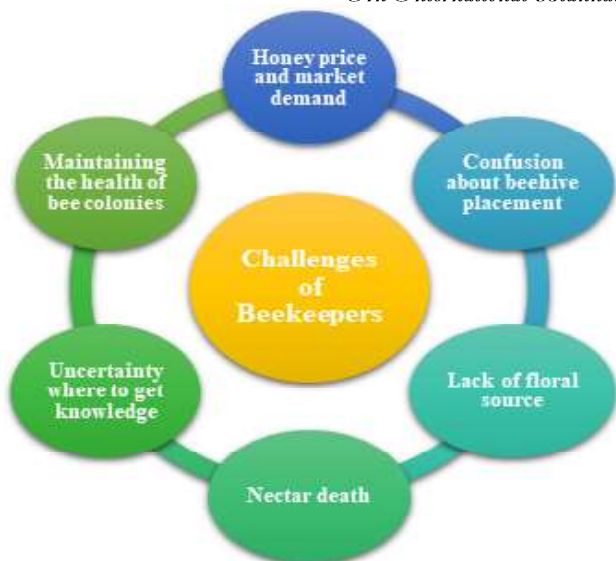 Honey price
and market
demand
Confusion
about beehive
placement
Lack of floral
source
Nectar death
Uncertainty
where to get
knowledge
Maintaining
the health of
bee colonies
Challenges
of
Beekeepers